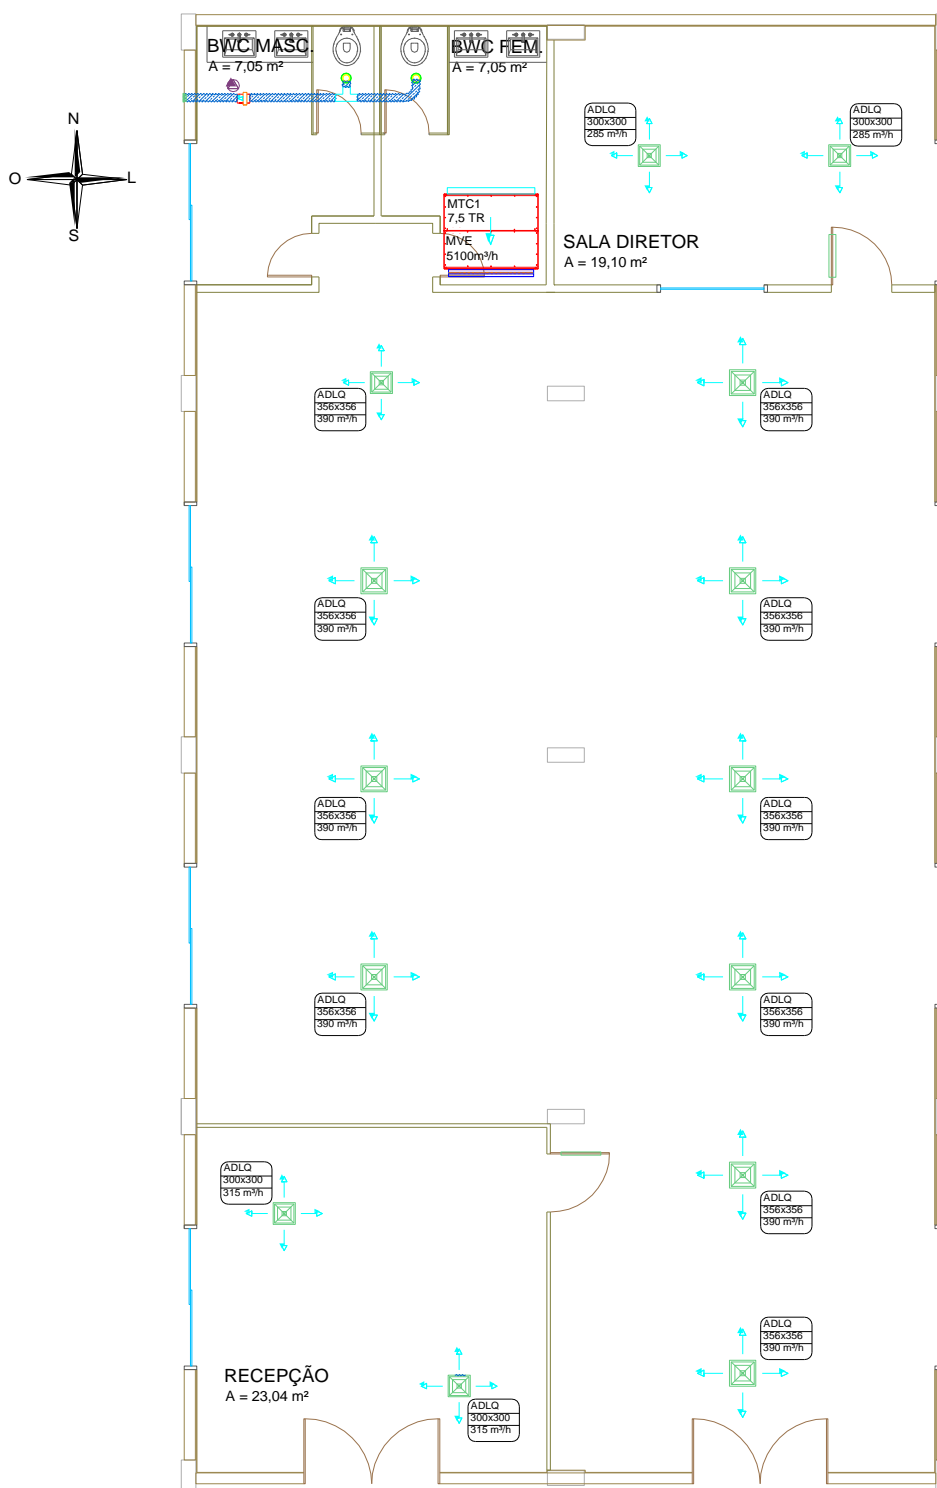 BWC MASC.
A = 7,05 m²
BWC FEM.
A = 7,05 m²
N
O
L
S
ADLQ
300x300
285 m³/h
ADLQ
300x300
285 m³/h
MTC1
7,5 TR
MVE
5100m³/h
SALA DIRETOR
A = 19,10 m²
ADLQ
356x356
390 m³/h
ADLQ
356x356
390 m³/h
ADLQ
356x356
390 m³/h
ADLQ
356x356
390 m³/h
ADLQ
356x356
390 m³/h
ADLQ
356x356
390 m³/h
ADLQ
356x356
390 m³/h
ADLQ
356x356
390 m³/h
ADLQ
300x300
315 m³/h
ADLQ
356x356
390 m³/h
ADLQ
356x356
390 m³/h
RECEPÇÃO
A = 23,04 m²
ADLQ
300x300
315 m³/h